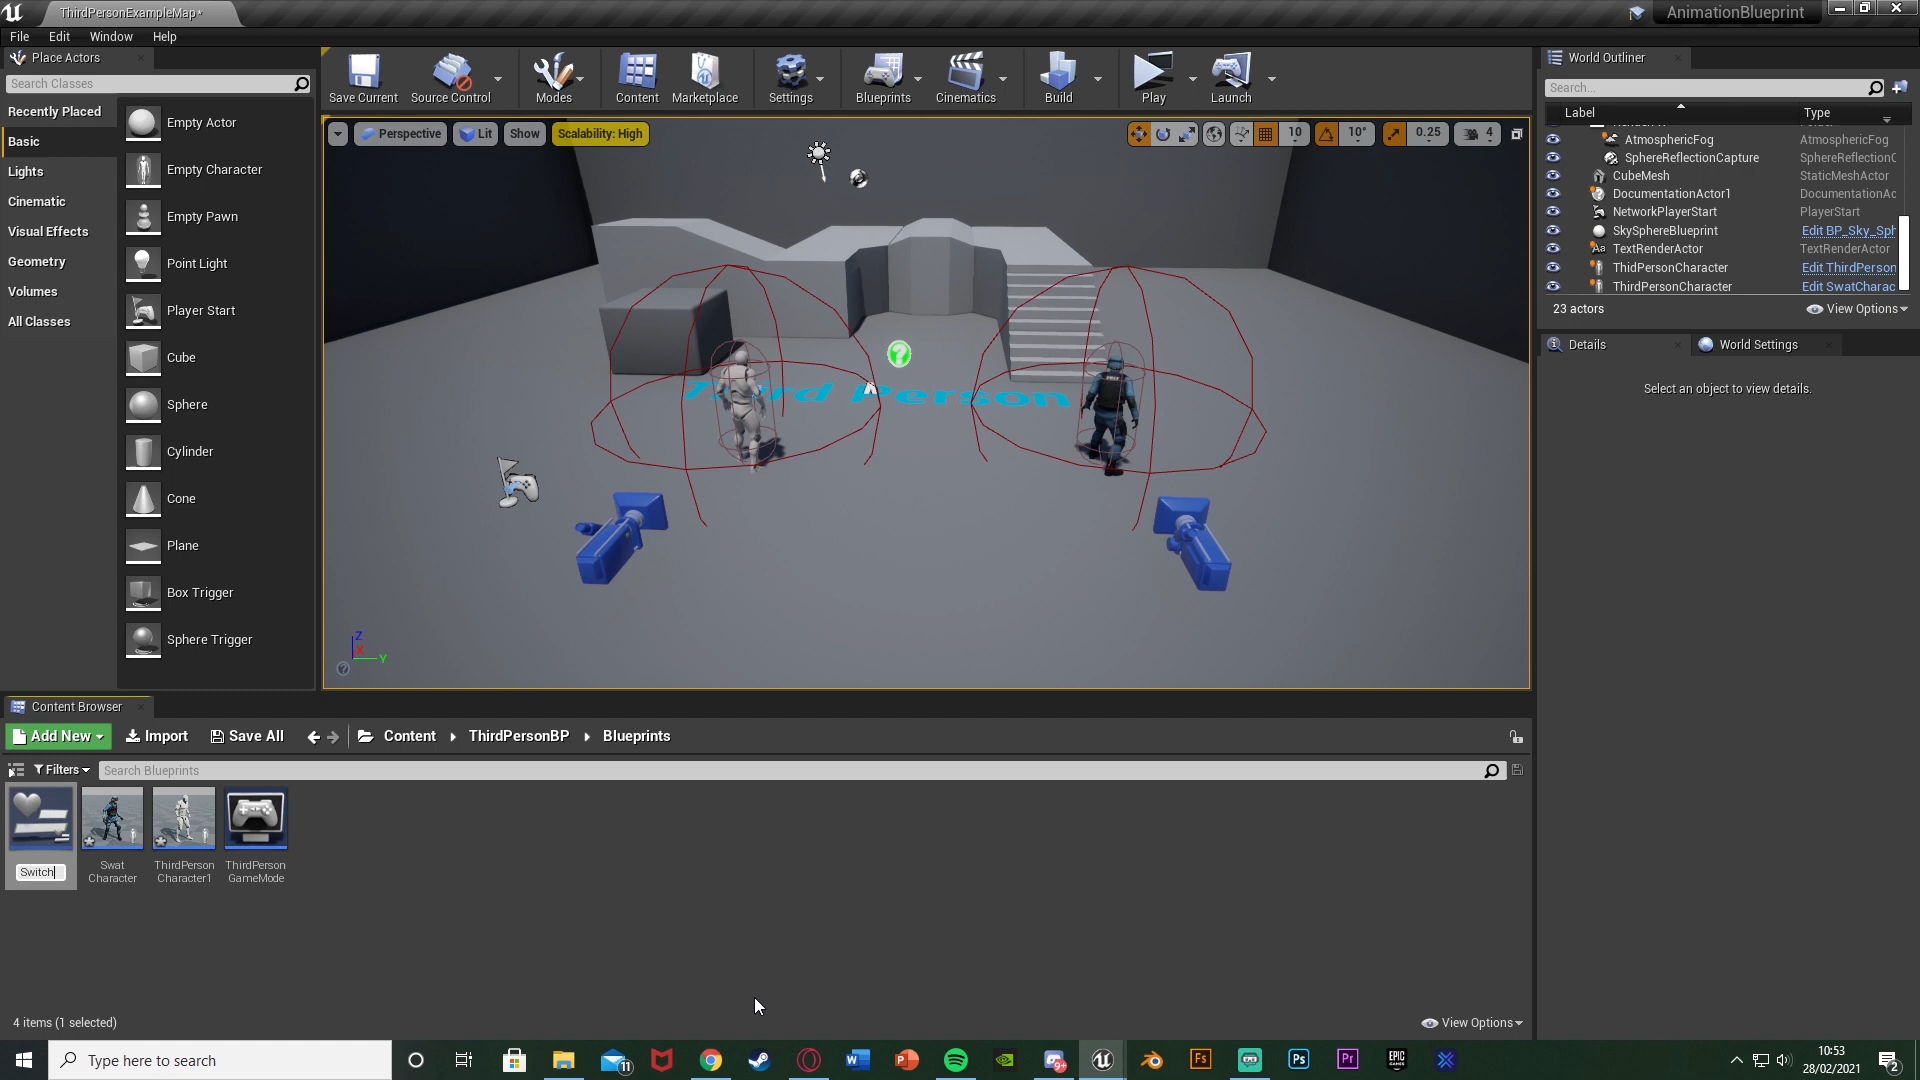 ThirdPersonExampleMap*
AnimationBlueprint
File Edit Window Help
Place Actors
Search Classes
Recently Placed
Basic
Lights
Cinematic
Visual Effects
Geometry
Volumes
All Classes
Empty Actor
Empty Character
Empty Pawn
Point Light
Player Start
Cube
Sphere
Cylinder
Cone
Plane
Box Trigger
Sphere Trigger
Save Current Source Control Modes Content Marketplace Settings Blueprints Cinematics Build Play Launch
Perspective Lit Show Scalability: High 10 10° 0.25 4
Third Person
Z
X
Y
World Outliner
Search...
Label Type
AtmosphericFog AtmosphericFog
SphereReflectionCapture SphereReflectionC
CubeMesh StaticMeshActor
DocumentationActor1 DocumentationAc
NetworkPlayerStart PlayerStart
SkySphereBlueprint Edit BP_Sky_Sph
TextRenderActor TextRenderActor
ThidPersonCharacter Edit ThirdPerson
ThirdPersonCharacter Edit SwatCharac
23 actors View Options
Details World Settings
Select an object to view details.
Content Browser
Add New Import Save All Content ThirdPersonBP Blueprints
Filters Search Blueprints
Switch
Swat
Character
ThirdPerson
Character1
ThirdPerson
GameMode
4 items (1 selected) View Options
Type here to search
11
9+
10:53
28/02/2021
2